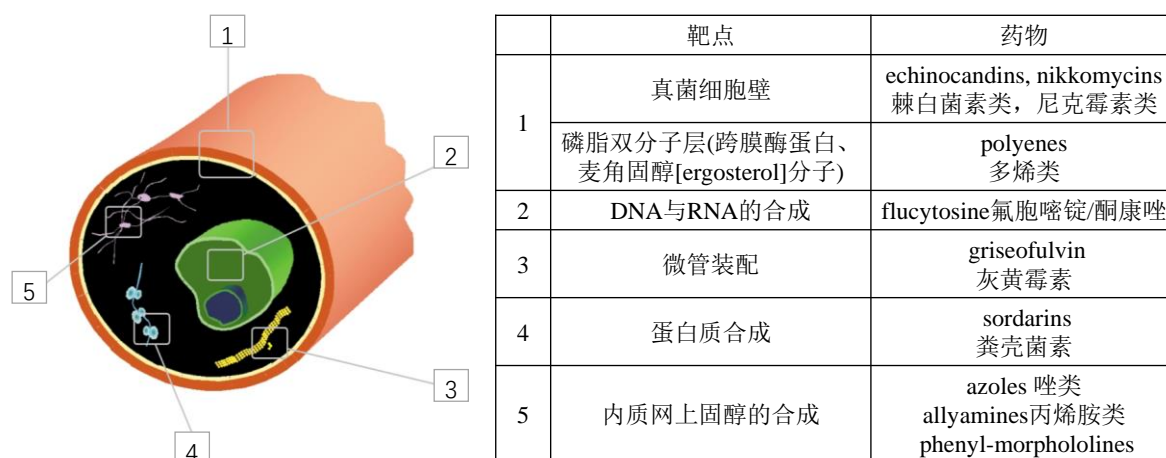 1
2
3
4
5
靶点 药物
1
真菌细胞壁
echinocandins, nikkomycins
棘白菌素类，尼克霉素类
磷脂双分子层(跨膜酶蛋白、
麦角固醇[ergosterol]分子)
polyenes
多烯类
2 DNA与RNA的合成 flucytosine氟胞嘧锭/酮康唑
3
微管装配
griseofulvin
灰黄霉素
4
蛋白质合成
sordarins
粪壳菌素
5
内质网上固醇的合成
azoles 唑类
allyamines丙烯胺类
phenyl-morphololines